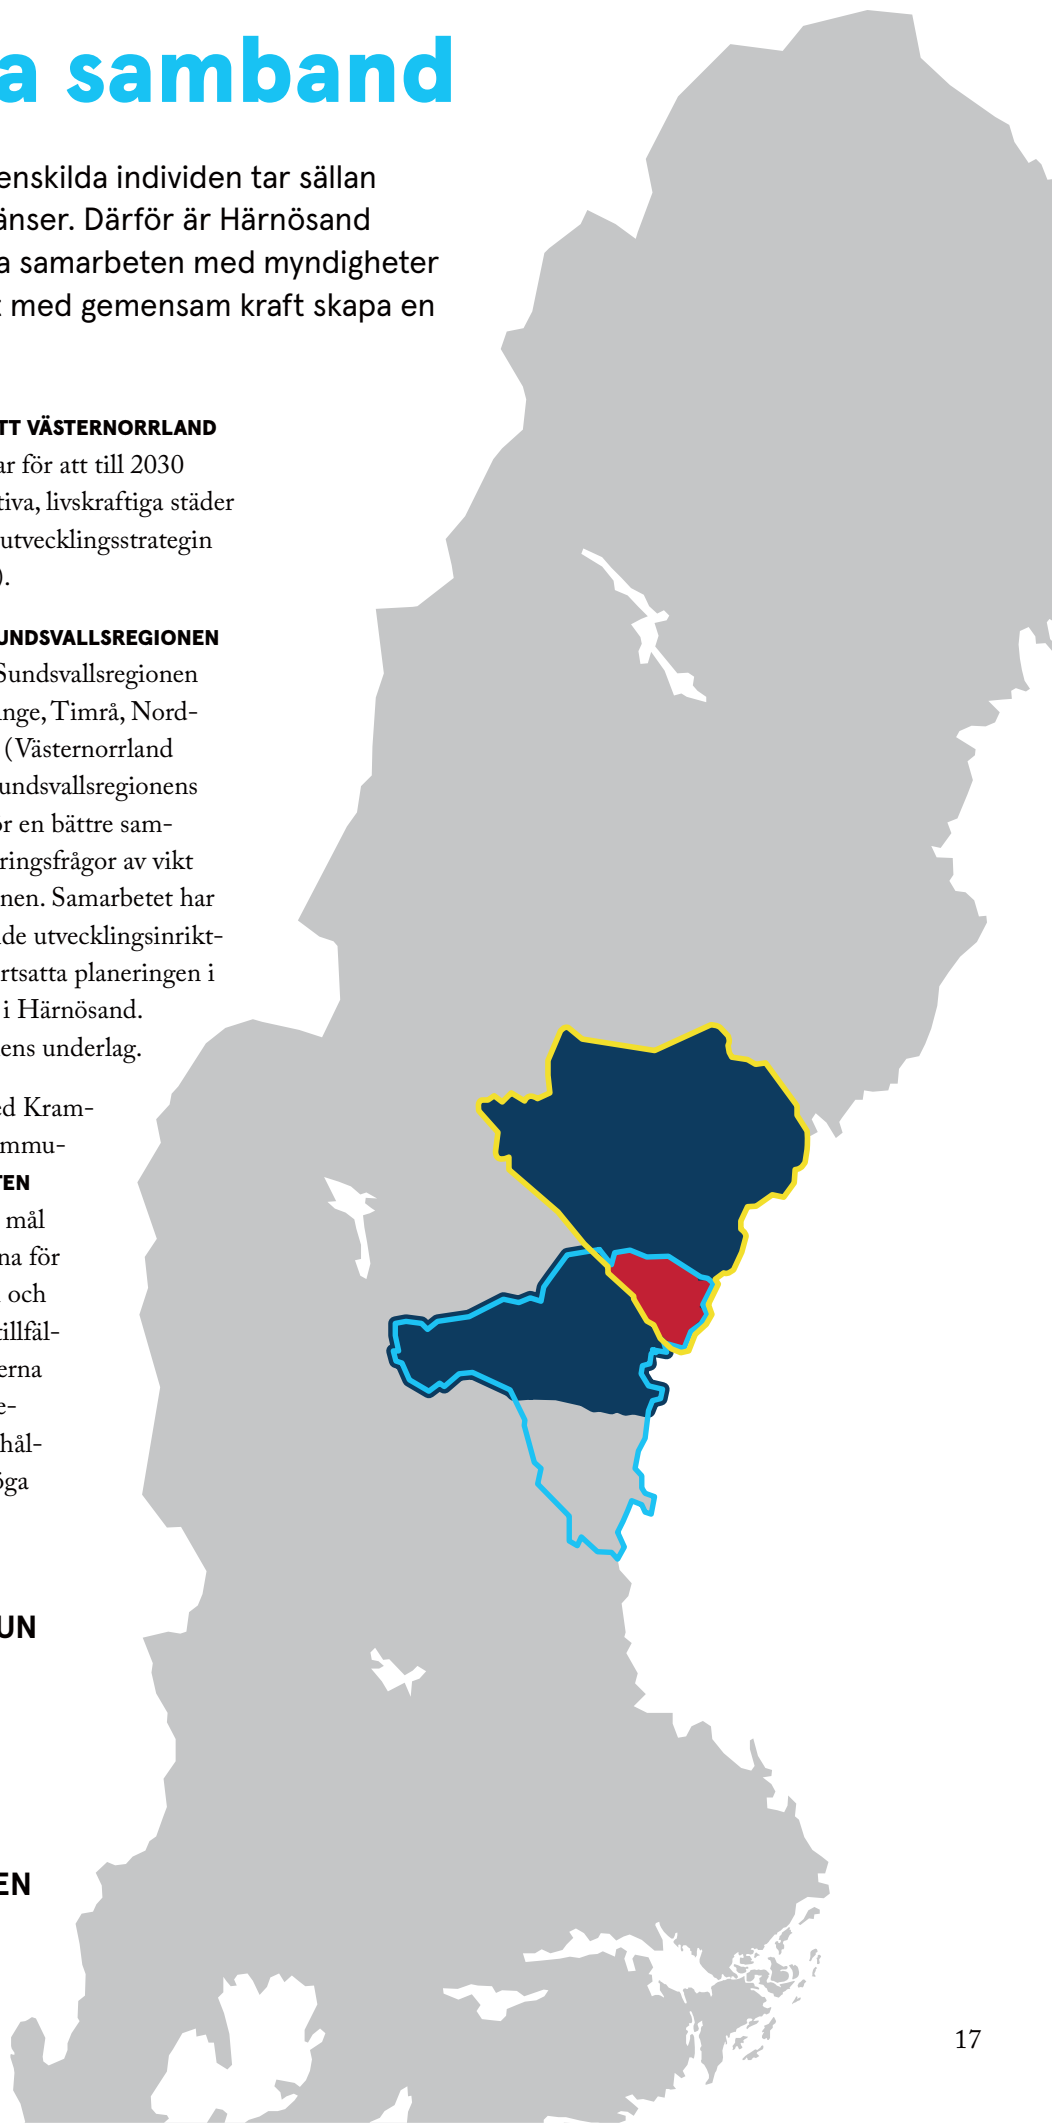 a samband
enskilda individen tar sällan
änser. Därför är Härnösand
a samarbeten med myndigheter
t med gemensam kraft skapa en
TT VÄSTERNORRLAND
ar för att till 2030
tiva, livskraftiga städer
utvecklingsstrategin
).
UNDSVALLSREGIONEN
Sundsvallsregionen
inge, Timrå, Nord-
(Västernorrland
undsvallsregionens
ör en bättre sam-
ringsfrågor av vikt
nen. Samarbetet har
de utvecklingsinrikt-
rtsatta planeringen i
i Härnösand.
ens underlag.
ed Kram-
mmu-
TEN
mål
na för
och
tillfäl-
erna
e-
hål-
öga
UN
EN
17